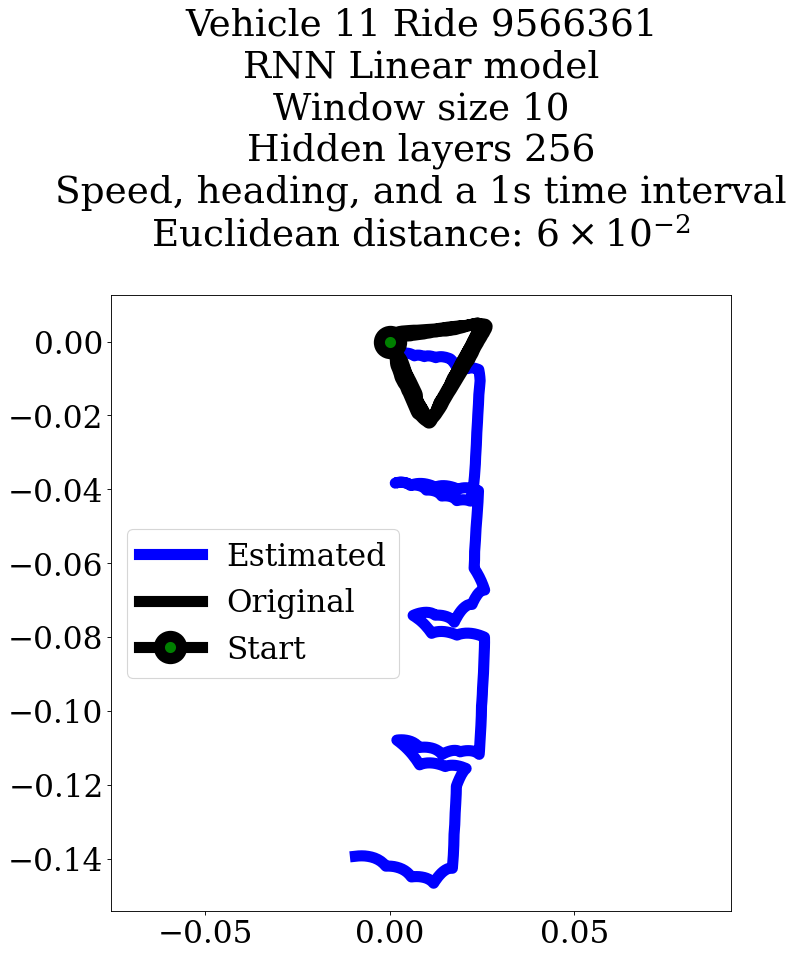 Vehicle 11 Ride 9566361
RNN Linear model
Window size 10
Hidden layers 256
Speed, heading, and a 1s time interval
Euclidean distance: 6 × 10⁻²
0.00
−0.02
−0.04
−0.06
−0.08
−0.10
−0.12
−0.14
Estimated
Original
Start
−0.05 0.00 0.05